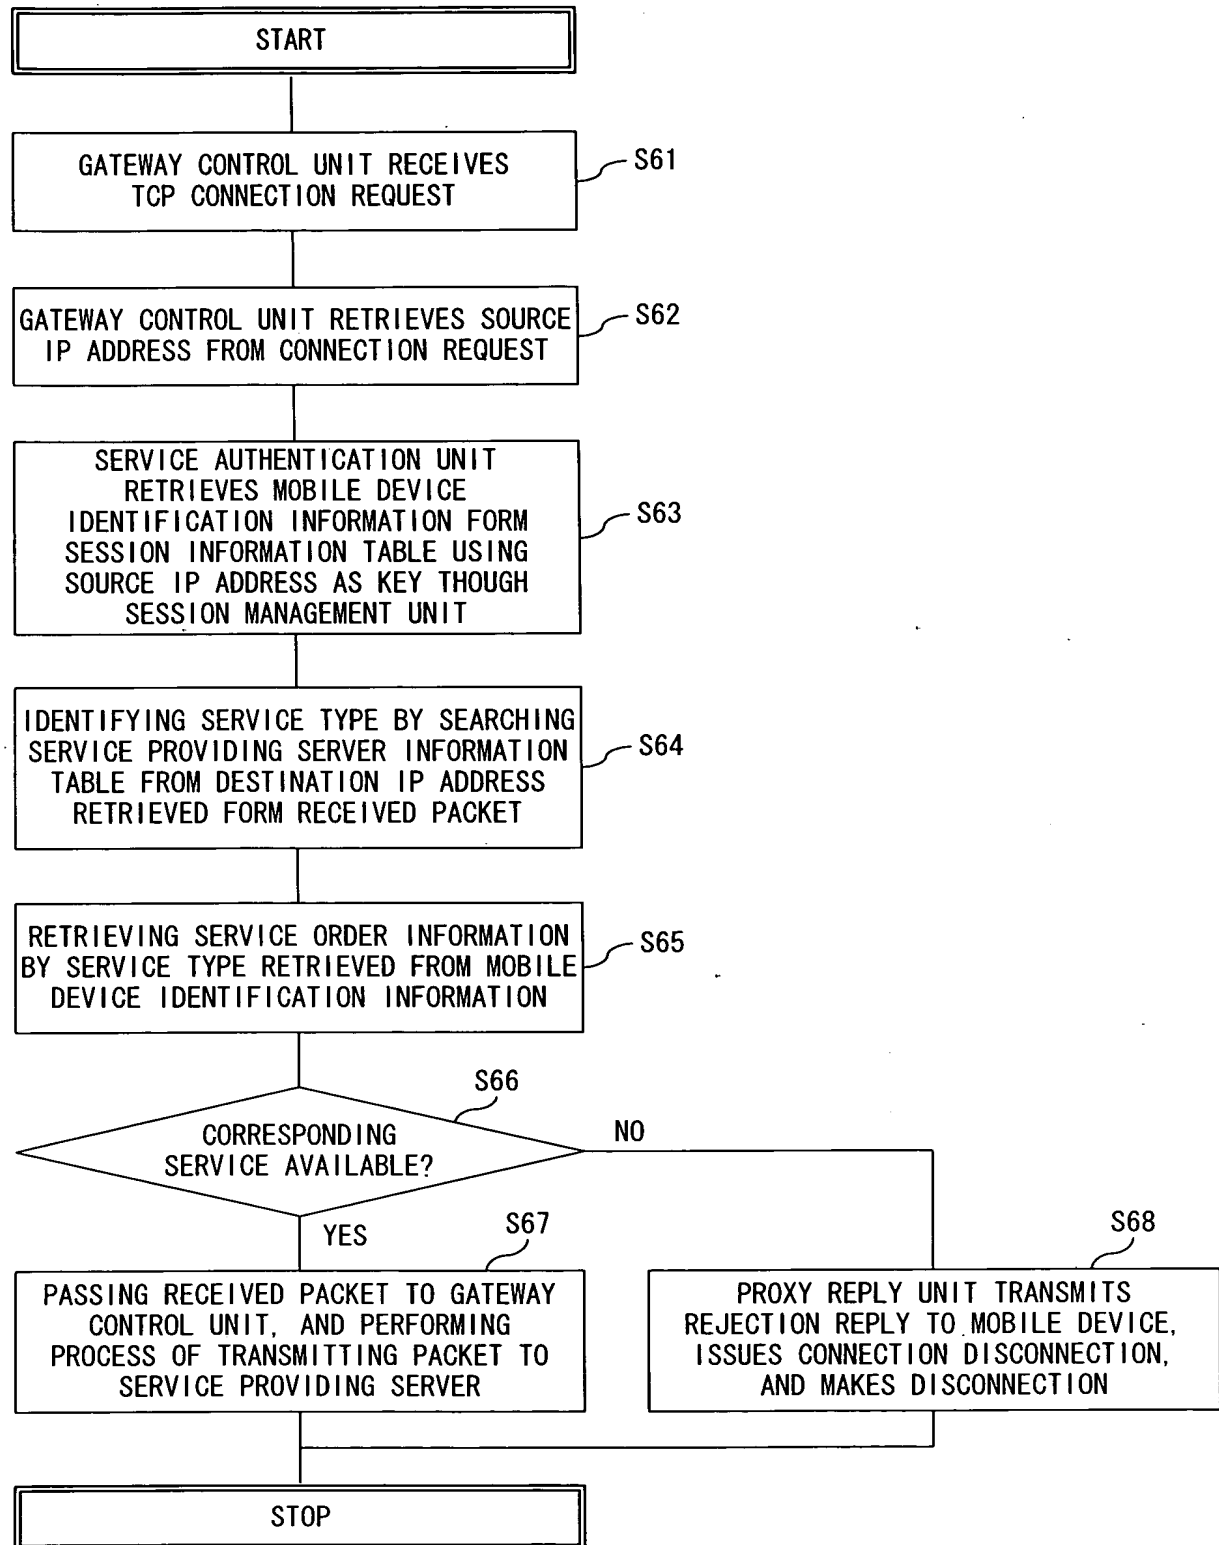 START
GATEWAY CONTROL UNIT RECEIVES
TCP CONNECTION REQUEST
S61
GATEWAY CONTROL UNIT RETRIEVES SOURCE
IP ADDRESS FROM CONNECTION REQUEST
S62
SERVICE AUTHENTICATION UNIT
RETRIEVES MOBILE DEVICE
IDENTIFICATION INFORMATION FORM
SESSION INFORMATION TABLE USING
SOURCE IP ADDRESS AS KEY THOUGH
SESSION MANAGEMENT UNIT
S63
IDENTIFYING SERVICE TYPE BY SEARCHING
SERVICE PROVIDING SERVER INFORMATION
TABLE FROM DESTINATION IP ADDRESS
RETRIEVED FORM RECEIVED PACKET
S64
RETRIEVING SERVICE ORDER INFORMATION
BY SERVICE TYPE RETRIEVED FROM MOBILE
DEVICE IDENTIFICATION INFORMATION
S65
S66
CORRESPONDING
SERVICE AVAILABLE?
NO
YES
S67
PASSING RECEIVED PACKET TO GATEWAY
CONTROL UNIT, AND PERFORMING
PROCESS OF TRANSMITTING PACKET TO
SERVICE PROVIDING SERVER
S68
PROXY REPLY UNIT TRANSMITS
REJECTION REPLY TO MOBILE DEVICE,
ISSUES CONNECTION DISCONNECTION,
AND MAKES DISCONNECTION
STOP